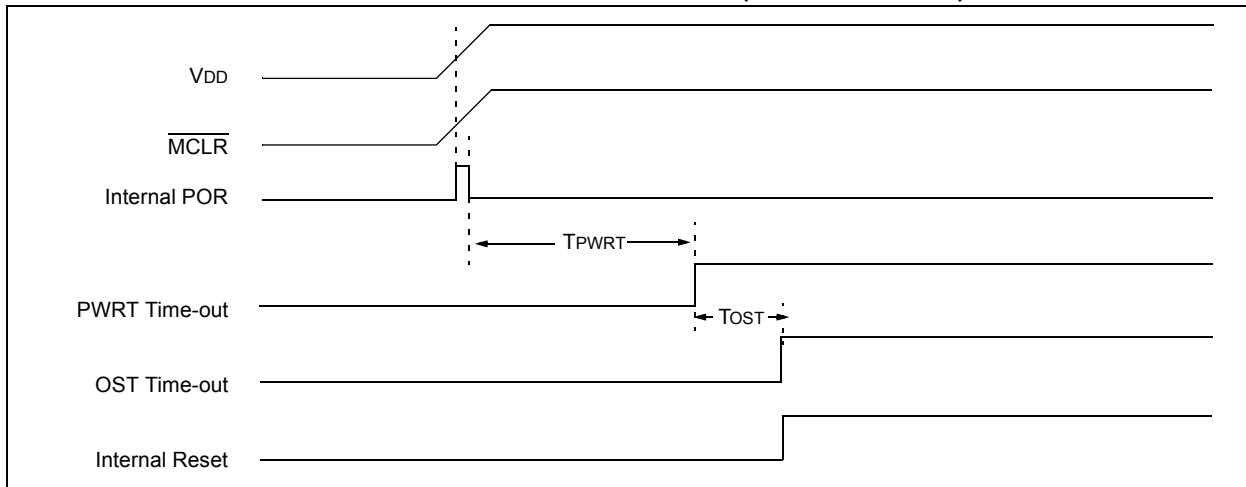 VDD
MCLR
Internal POR
TPWRT
PWRT Time-out
TOST
OST Time-out
Internal Reset